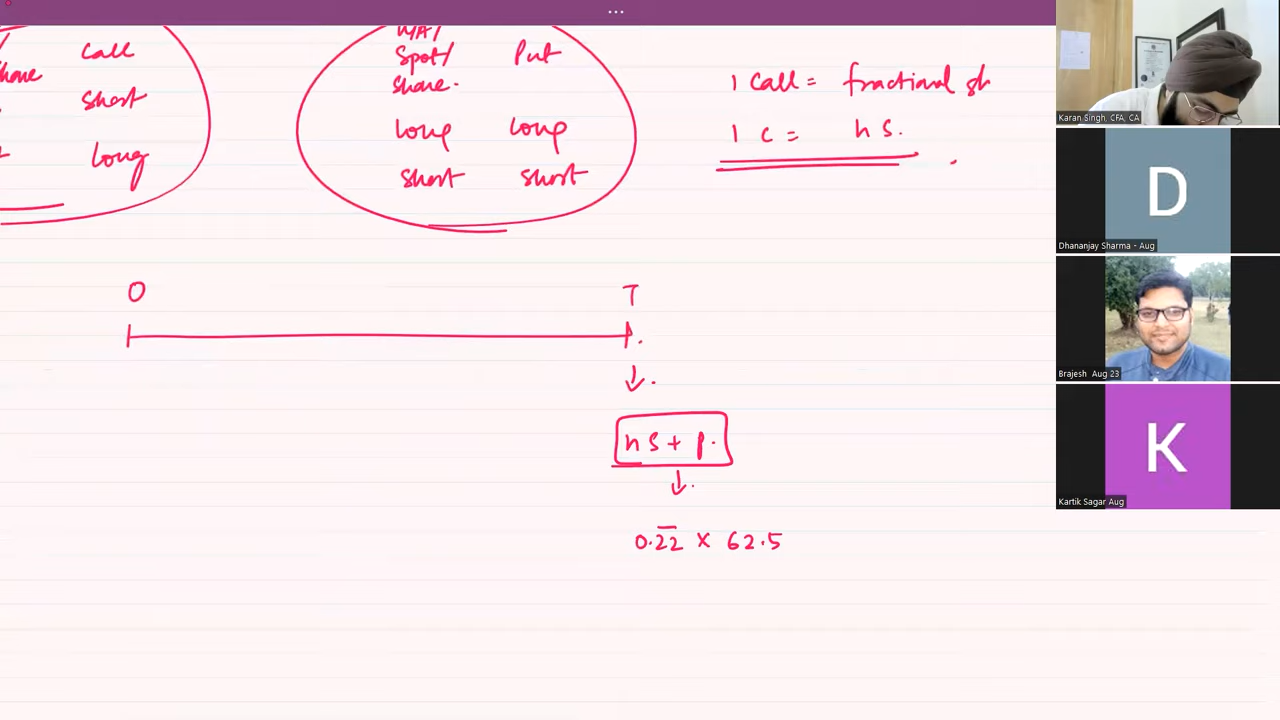 ...
Call
Share
Short
Long
Spot/ Put
Share.
Long Long
Short Short
1 Call = fractional sh
1 C = h S.
0 T
h S + p.
0.22 × 62.5
Karan Singh, CFA, CA
D
Dhananjay Sharma - Aug
Brajesh Aug 23
K
Kartik Sagar Aug